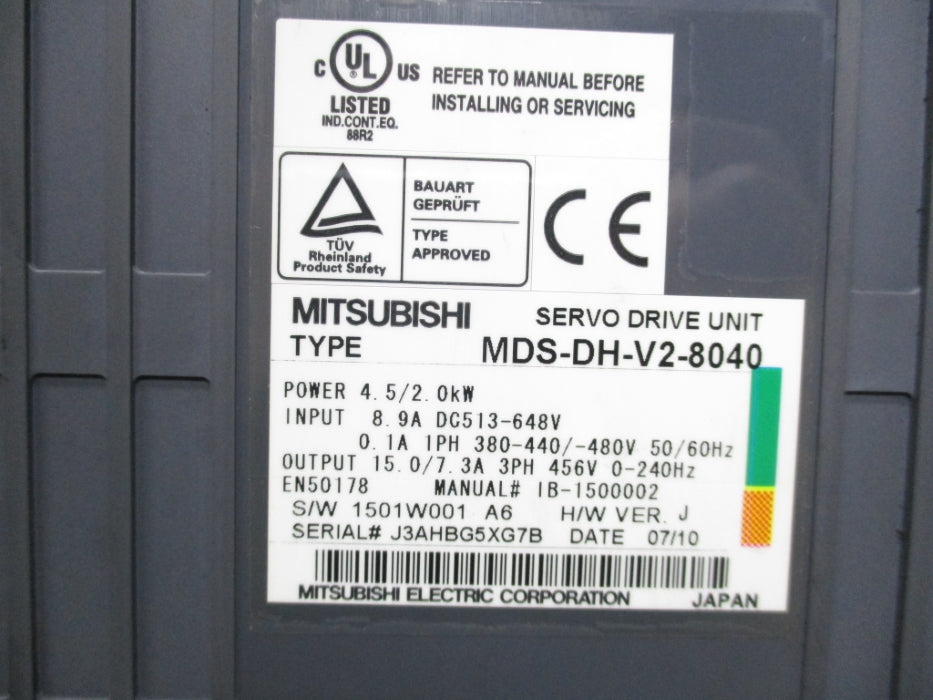 C UL US
LISTED
IND.CONT.EQ.
88R2
REFER TO MANUAL BEFORE
INSTALLING OR SERVICING
TÜV
Rheinland
Product Safety
BAUART
GEPRÜFT
TYPE
APPROVED
CE
MITSUBISHI SERVO DRIVE UNIT
TYPE MDS-DH-V2-8040
POWER 4.5/2.0kW
INPUT 8.9A DC513-648V
0.1A 1PH 380-440/-480V 50/60Hz
OUTPUT 15.0/7.3A 3PH 456V 0-240Hz
EN50178 MANUAL# IB-1500002
S/W 1501W001 A6 H/W VER. J
SERIAL# J3AHBG5XG7B DATE 07/10
MITSUBISHI ELECTRIC CORPORATION JAPAN